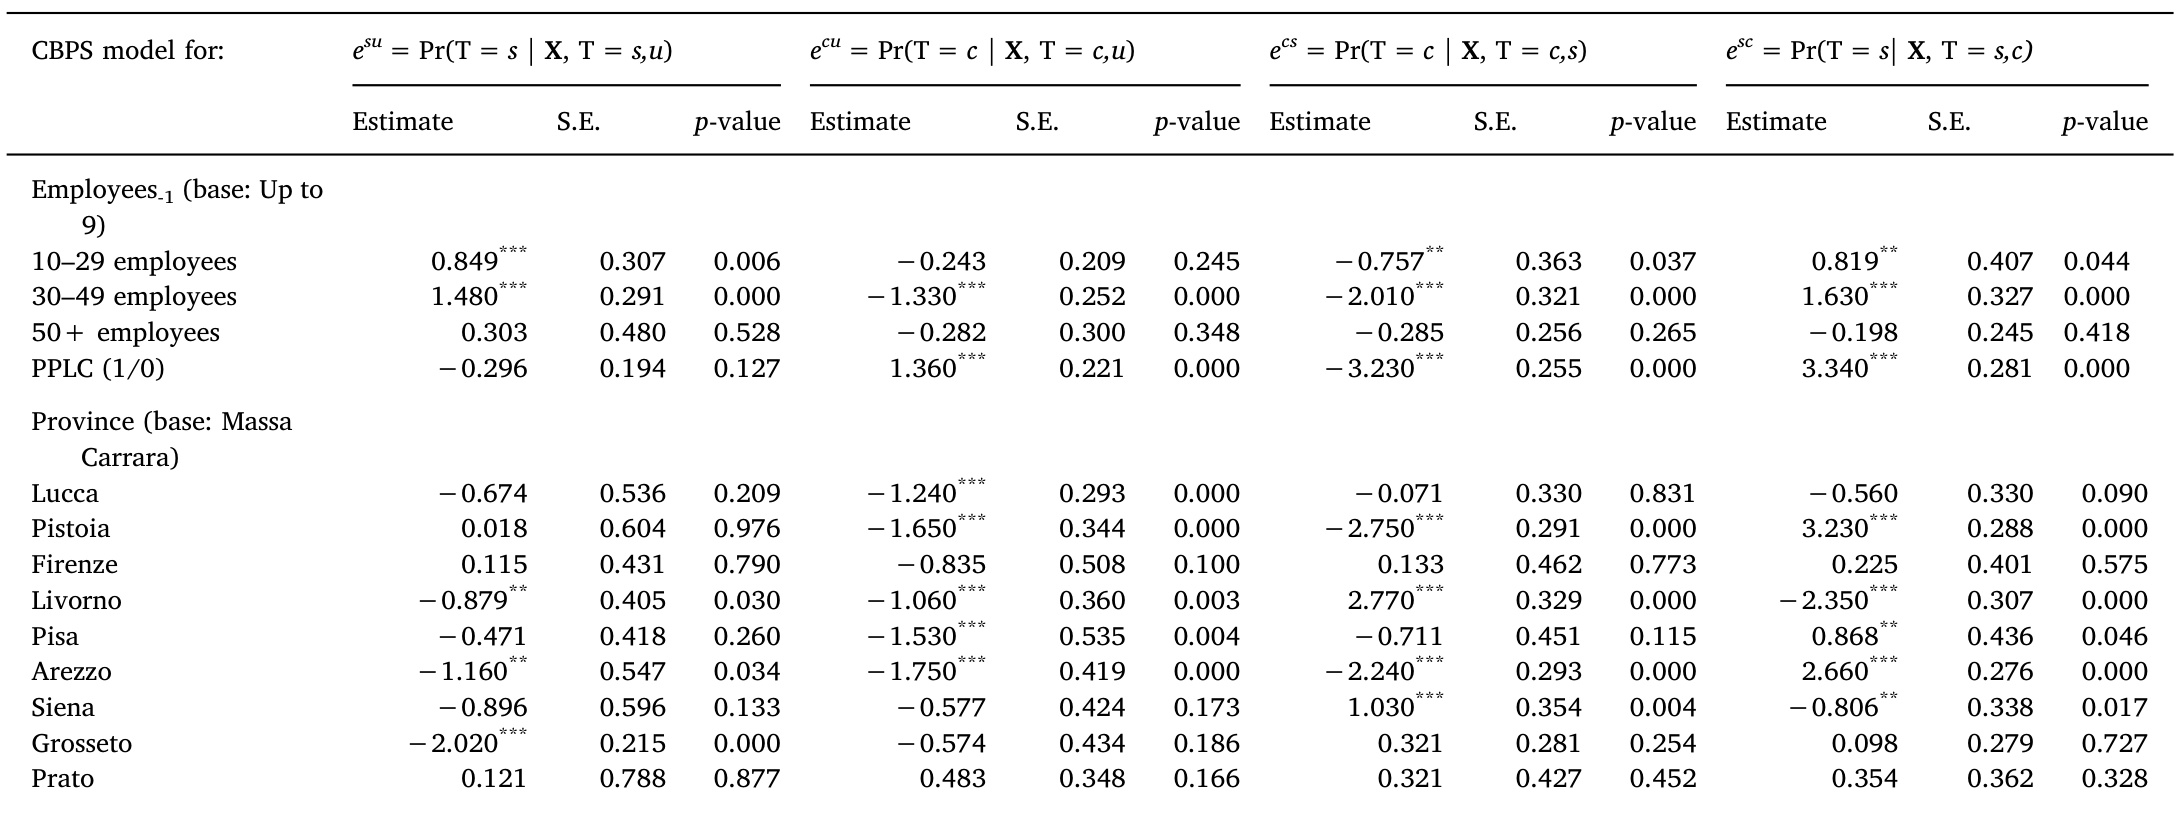 CBPS model for: e^su = Pr(T = s | X, T = s,u) e^cu = Pr(T = c | X, T = c,u) e^cs = Pr(T = c | X, T = c,s) e^sc = Pr(T = s| X, T = s,c)
Estimate S.E. p-value Estimate S.E. p-value Estimate S.E. p-value Estimate S.E. p-value
Employees-1 (base: Up to
9)
10–29 employees 0.849*** 0.307 0.006 −0.243 0.209 0.245 −0.757** 0.363 0.037 0.819** 0.407 0.044
30–49 employees 1.480*** 0.291 0.000 −1.330*** 0.252 0.000 −2.010*** 0.321 0.000 1.630*** 0.327 0.000
50+ employees 0.303 0.480 0.528 −0.282 0.300 0.348 −0.285 0.256 0.265 −0.198 0.245 0.418
PPLC (1/0) −0.296 0.194 0.127 1.360*** 0.221 0.000 −3.230*** 0.255 0.000 3.340*** 0.281 0.000
Province (base: Massa
Carrara)
Lucca −0.674 0.536 0.209 −1.240*** 0.293 0.000 −0.071 0.330 0.831 −0.560 0.330 0.090
Pistoia 0.018 0.604 0.976 −1.650*** 0.344 0.000 −2.750*** 0.291 0.000 3.230*** 0.288 0.000
Firenze 0.115 0.431 0.790 −0.835 0.508 0.100 0.133 0.462 0.773 0.225 0.401 0.575
Livorno −0.879** 0.405 0.030 −1.060*** 0.360 0.003 2.770*** 0.329 0.000 −2.350*** 0.307 0.000
Pisa −0.471 0.418 0.260 −1.530*** 0.535 0.004 −0.711 0.451 0.115 0.868** 0.436 0.046
Arezzo −1.160** 0.547 0.034 −1.750*** 0.419 0.000 −2.240*** 0.293 0.000 2.660*** 0.276 0.000
Siena −0.896 0.596 0.133 −0.577 0.424 0.173 1.030*** 0.354 0.004 −0.806** 0.338 0.017
Grosseto −2.020*** 0.215 0.000 −0.574 0.434 0.186 0.321 0.281 0.254 0.098 0.279 0.727
Prato 0.121 0.788 0.877 0.483 0.348 0.166 0.321 0.427 0.452 0.354 0.362 0.328